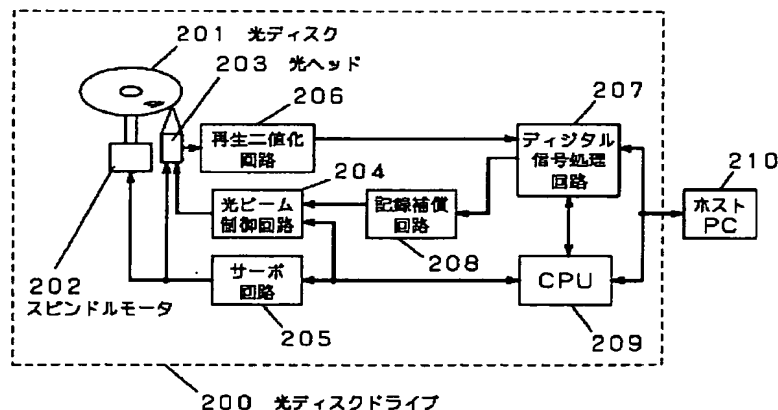 201 光ディスク
203 光ヘッド
206
207
再生二値化
回路
ディジタル
信号処理
回路
210
204
光ビーム
制御回路
記録補償
回路
ホスト
PC
208
202
スピンドルモータ
サーボ
回路
CPU
205
209
200 光ディスクドライブ